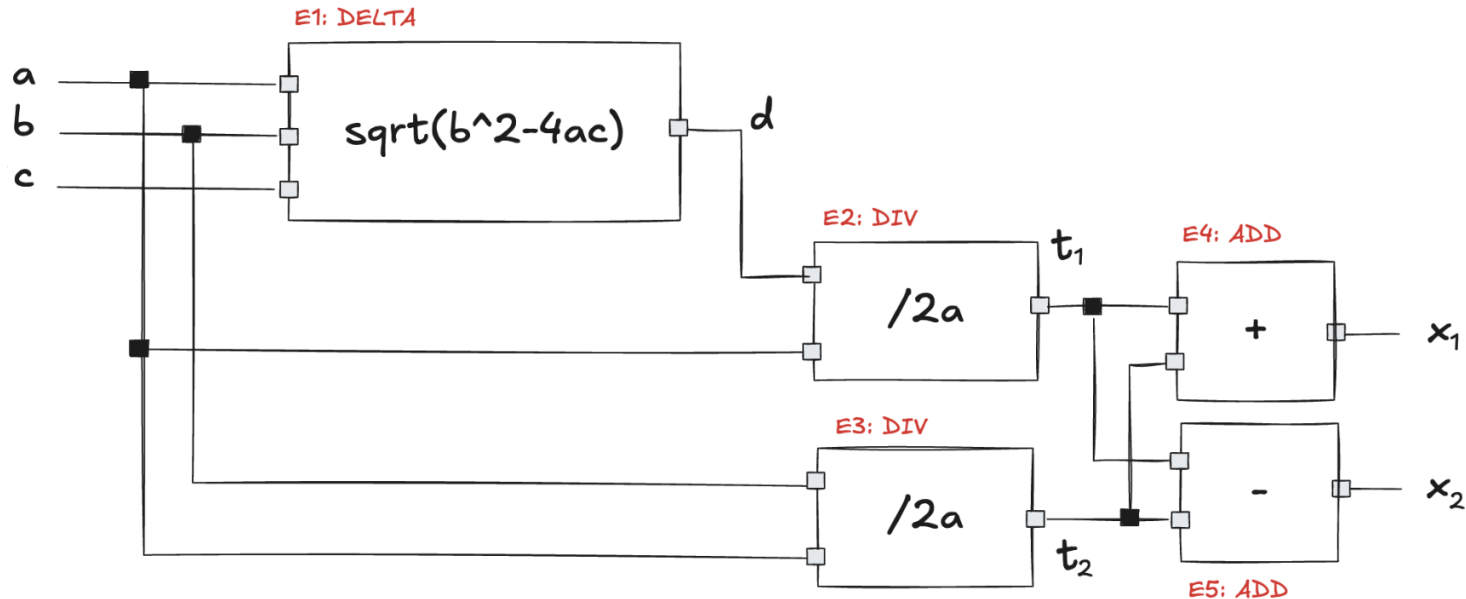 E1: DELTA
a
b
c
sqrt(b^2-4ac)
d
E2: DIV
/2a
t₁
E4: ADD
+
x₁
E3: DIV
/2a
t₂
-
x₂
E5: ADD